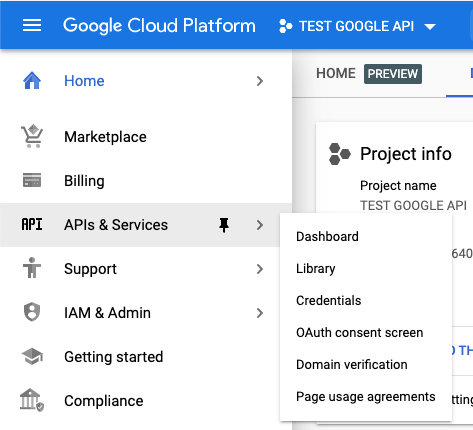 Google Cloud Platform
TEST GOOGLE API
Home
Marketplace
Billing
API
APIs & Services
Support
IAM & Admin
Getting started
Compliance
HOME
PREVIEW
Project info
Project name
TEST GOOGLE API
Dashboard
Library
Credentials
OAuth consent screen
Domain verification
Page usage agreements
640